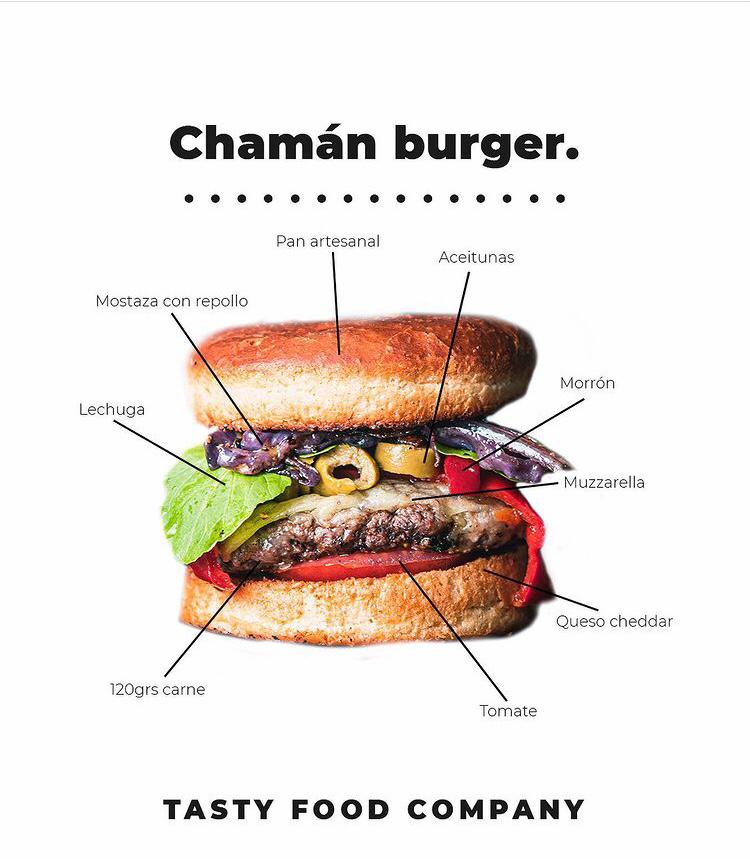 Chamán burger.
Pan artesanal
Aceitunas
Mostaza con repollo
Morrón
Lechuga
Muzzarella
Queso cheddar
120grs carne
Tomate
TASTY FOOD COMPANY